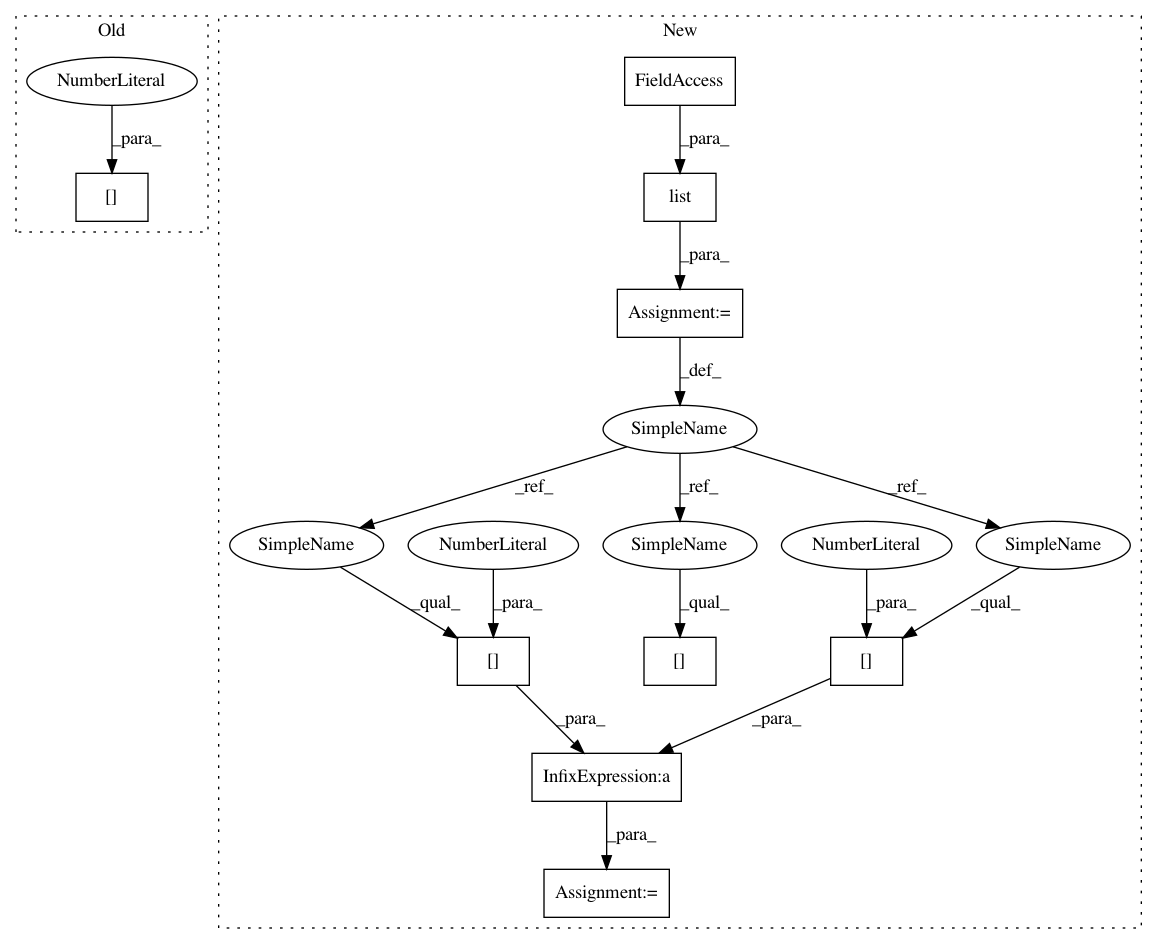 Old
New
NumberLiteral
FieldAccess
_para_
_para_
[]
list
_para_
Assignment:=
_def_
SimpleName
_ref_
_ref_
_ref_
SimpleName
NumberLiteral
SimpleName
NumberLiteral
SimpleName
_qual_
_para_
_qual_
_para_
_qual_
[]
[]
[]
_para_
_para_
InfixExpression:a
_para_
Assignment:=